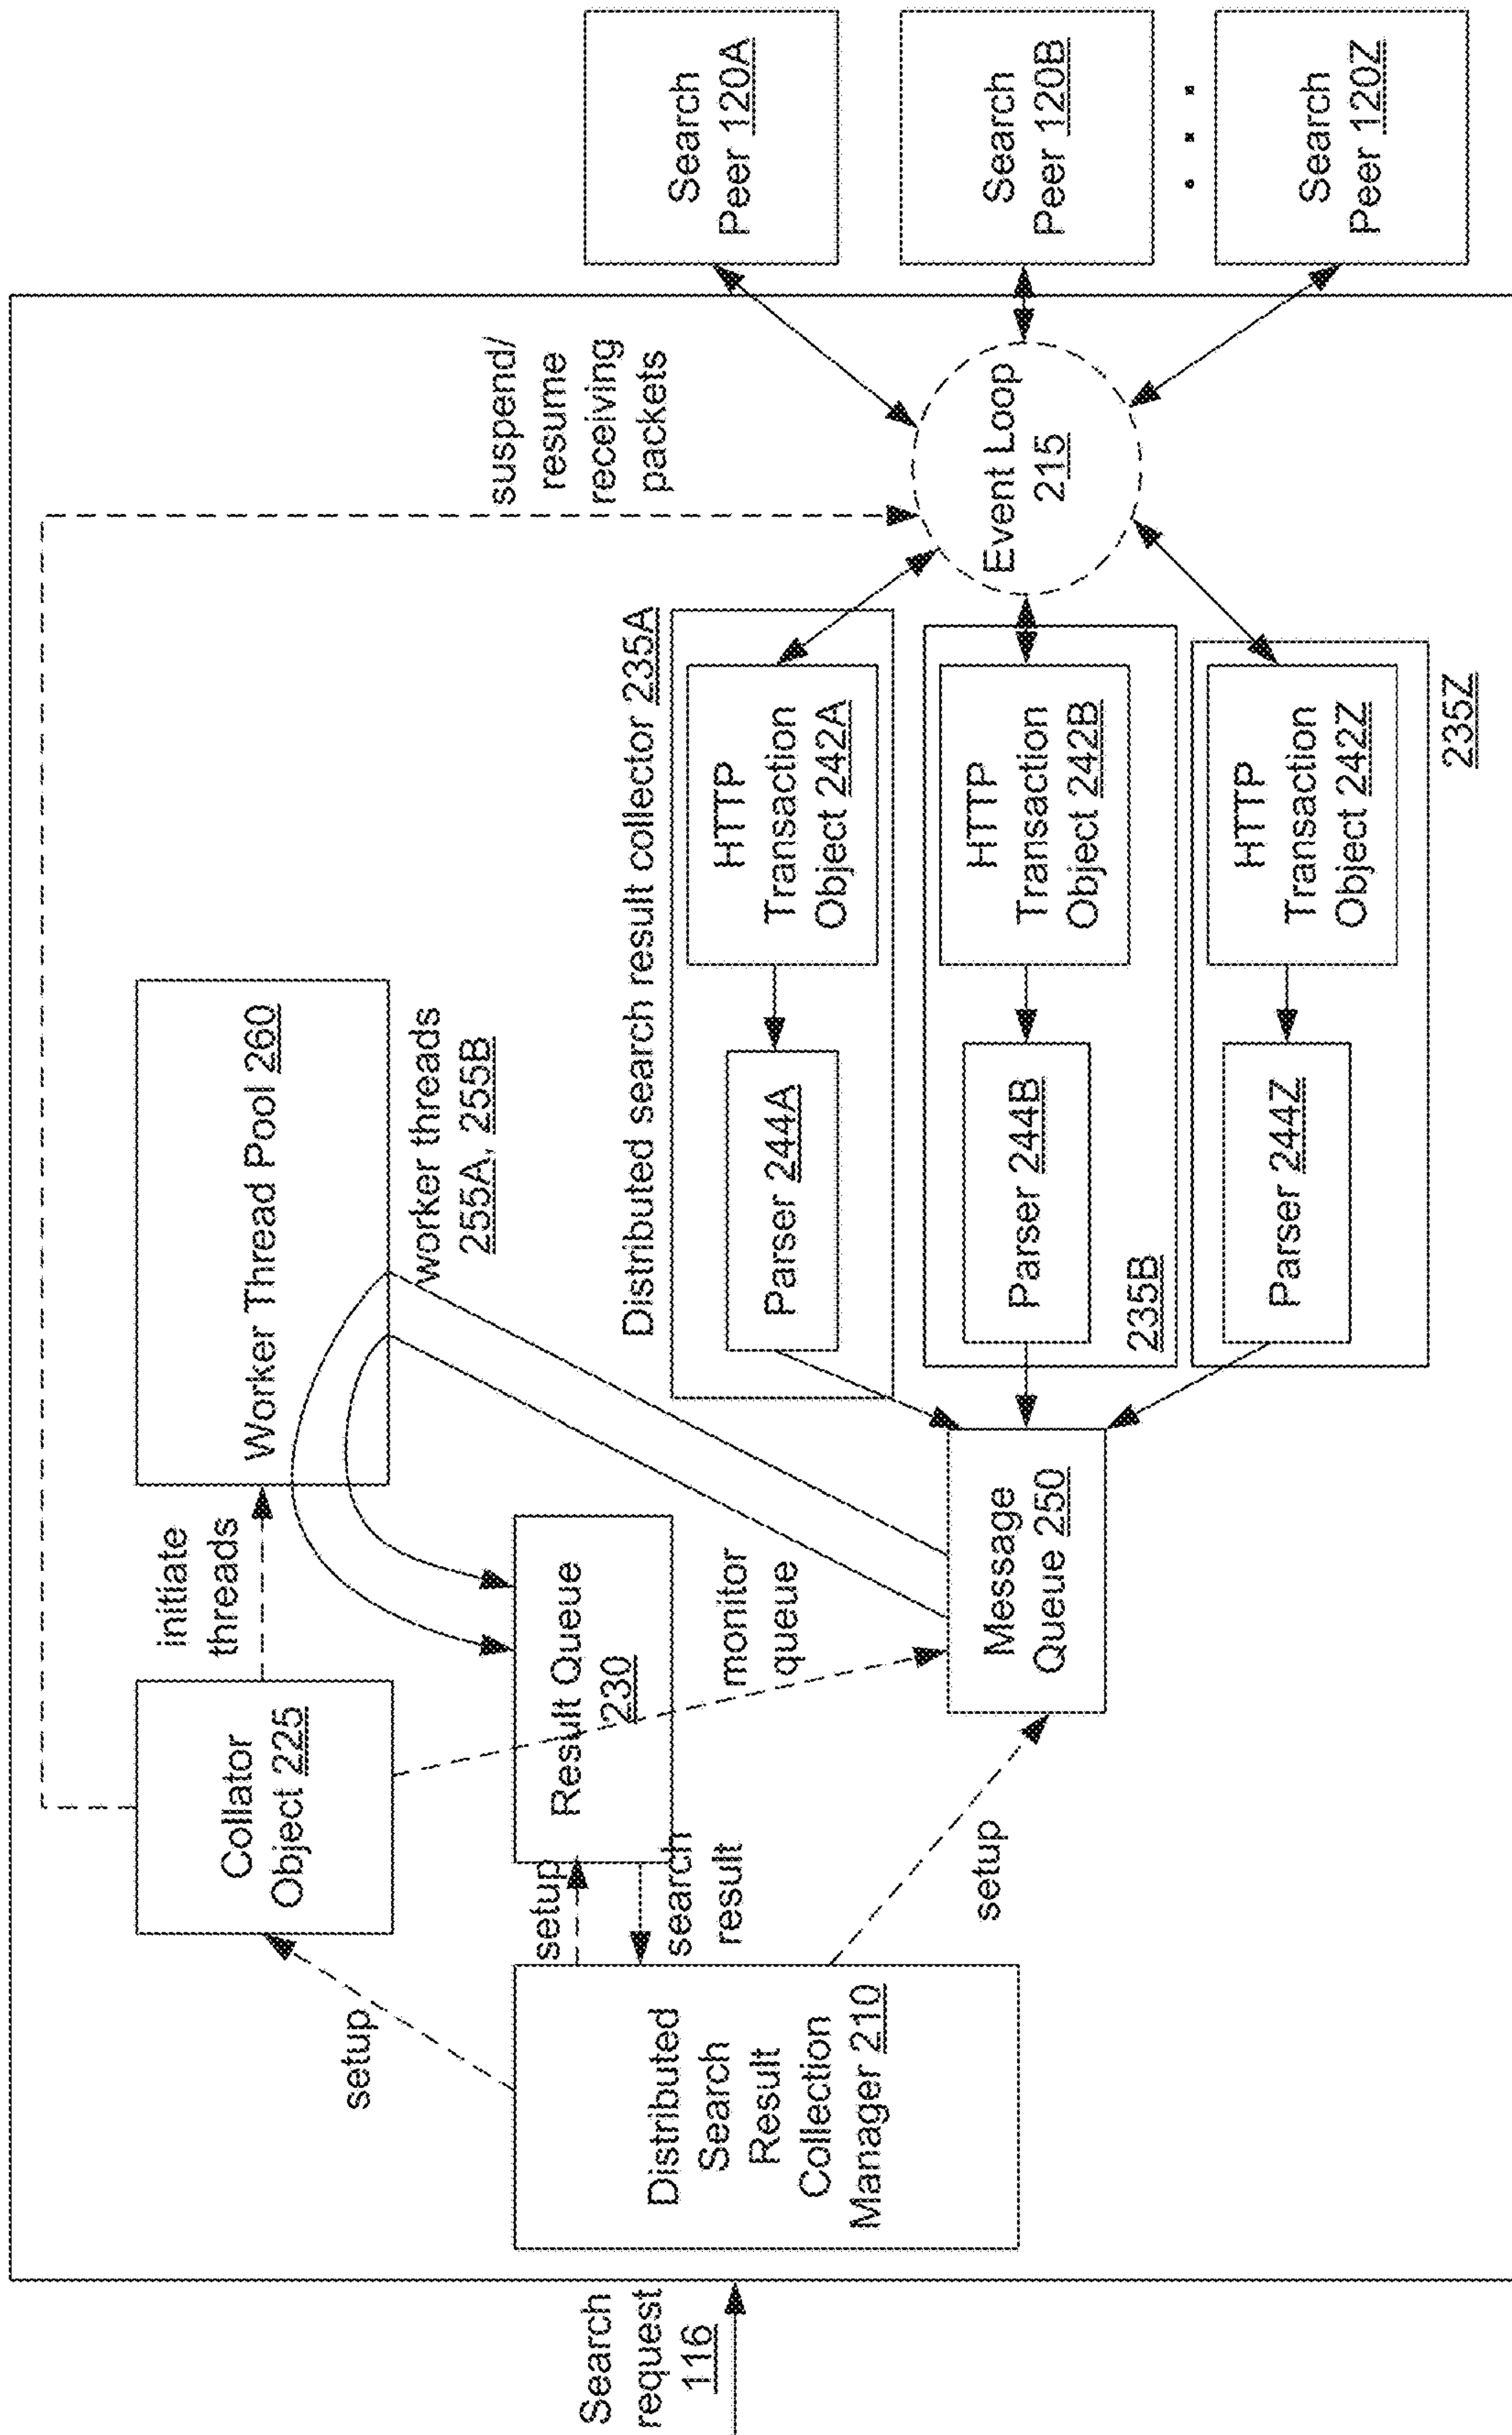 Search
request
116
Distributed
Search
Result
Collection
Manager 210
setup
setup
search
result
setup
Collator
Object 225
initiate
threads
Worker Thread Pool 260
worker threads
255A, 255B
Result Queue
230
monitor
queue
Message
Queue 250
suspend/
resume
receiving
packets
Distributed search result collector 235A
Parser 244A
HTTP
Transaction
Object 242A
Parser 244B
HTTP
Transaction
Object 242B
235B
Parser 244Z
HTTP
Transaction
Object 242Z
235Z
Event Loop
215
Search
Peer 120A
Search
Peer 120B
Search
Peer 120Z